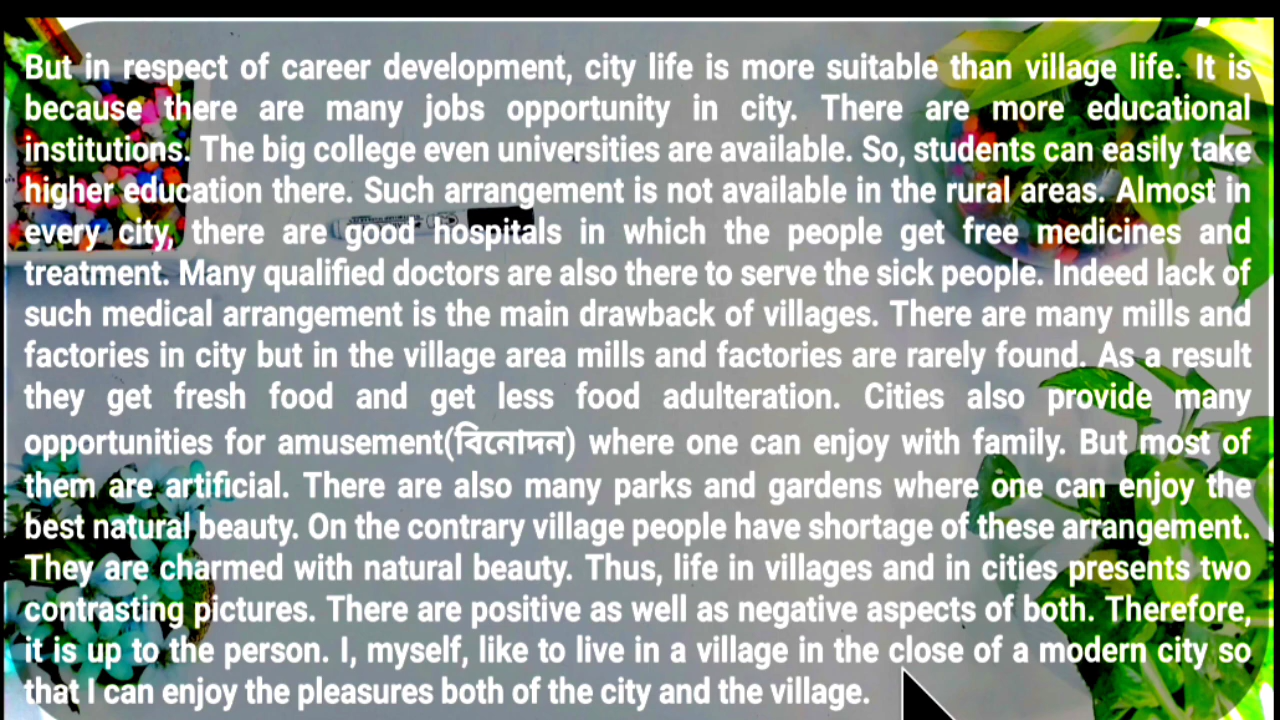 But in respect of career development, city life is more suitable than village life. It is
because there are many jobs opportunity in city. There are more educational
institutions. The big college even universities are available. So, students can easily take
higher education there. Such arrangement is not available in the rural areas. Almost in
every city, there are good hospitals in which the people get free medicines and
treatment. Many qualified doctors are also there to serve the sick people. Indeed lack of
such medical arrangement is the main drawback of villages. There are many mills and
factories in city but in the village area mills and factories are rarely found. As a result
they get fresh food and get less food adulteration. Cities also provide many
opportunities for amusement(বিনোদন) where one can enjoy with family. But most of
them are artificial. There are also many parks and gardens where one can enjoy the
best natural beauty. On the contrary village people have shortage of these arrangement.
They are charmed with natural beauty. Thus, life in villages and in cities presents two
contrasting pictures. There are positive as well as negative aspects of both. Therefore,
it is up to the person. I, myself, like to live in a village in the close of a modern city so
that I can enjoy the pleasures both of the city and the village.